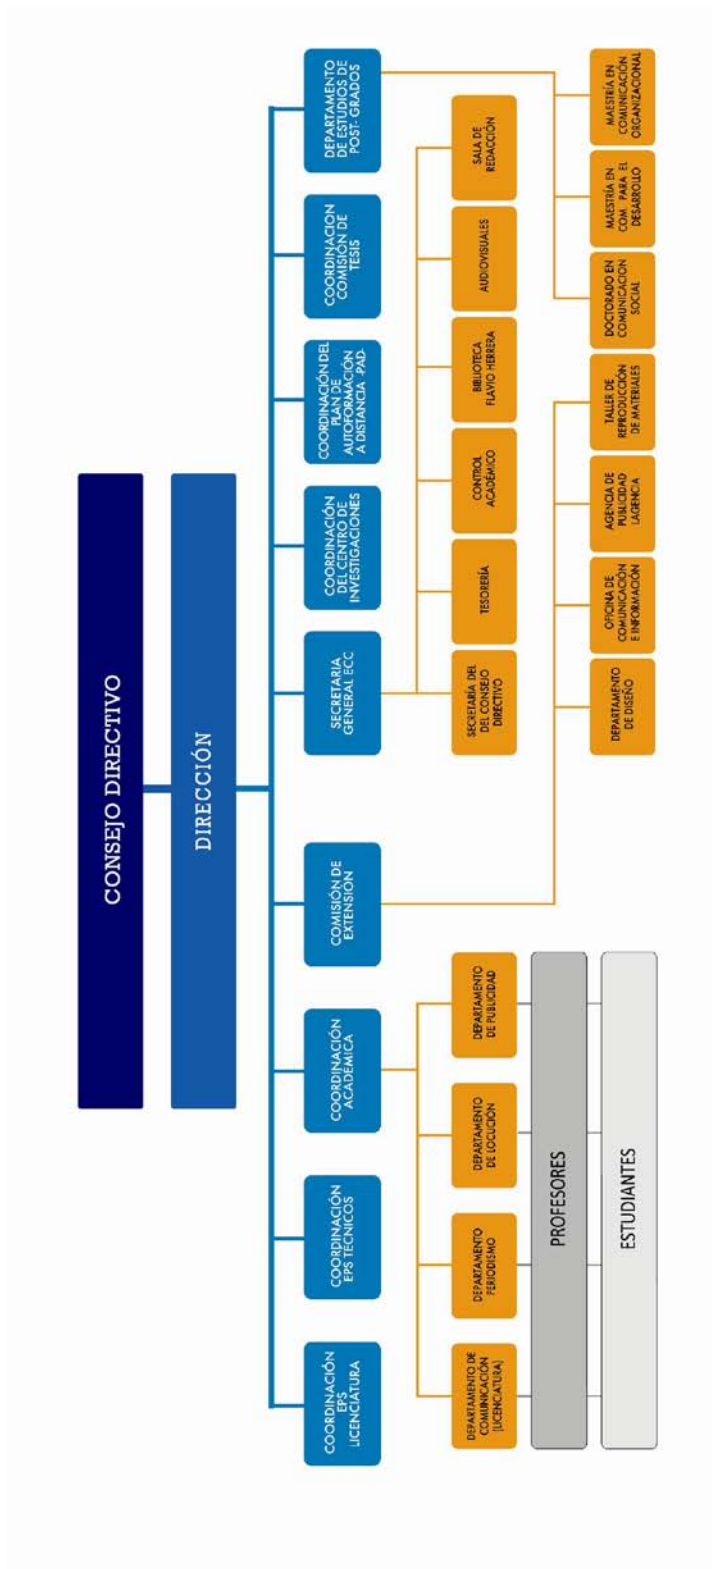 CONSEJO DIRECTIVO
DIRECCIÓN
COORDINACIÓN
EPS
LICENCIATURA
COORDINACIÓN
EPS TÉCNICOS
COORDINACIÓN
ACADÉMICA
COMISIÓN DE
EXTENSIÓN
SECRETARIA
GENERAL ECC
COORDINACIÓN
DEL CENTRO DE
INVESTIGACIONES
COORDINACIÓN DEL
PLAN DE
AUTOFORMACIÓN
A DISTANCIA -PAD-
COORDINACION
COMISIÓN DE
TESIS
DEPARTAMENTO
DE ESTUDIOS DE
POST- GRADOS
DEPARTAMENTO DE
COMUNICACIÓN
(LICENCIATURA)
DEPARTAMENTO
PERIODISMO
DEPARTAMENTO
DE LOCUCIÓN
DEPARTAMENTO
DE PUBLICIDAD
SECRETARÍA DEL
DEL CONSEJO
DIRECTIVO
TESORERÍA
CONTROL
ACADÉMICO
BIBLIOTECA
FLAVIO HERRERA
AUDIOVISUALES
SALA DE
REDACCIÓN
PROFESORES
ESTUDIANTES
DEPARTAMENTO
DE DISEÑO
OFICINA DE
COMUNICACIÓN
E INFORMACIÓN
AGENCIA DE
PUBLICIDAD
LAGENCIA
TALLER DE
REPRODUCCIÓN
DE MATERIALES
DOCTORADO EN
COMUNICACION
SOCIAL
MAESTRÍA EN
COM. PARA EL
DESARROLLO
MAESTRÍA EN
COMUNICACIÓN
ORGANIZACIONAL